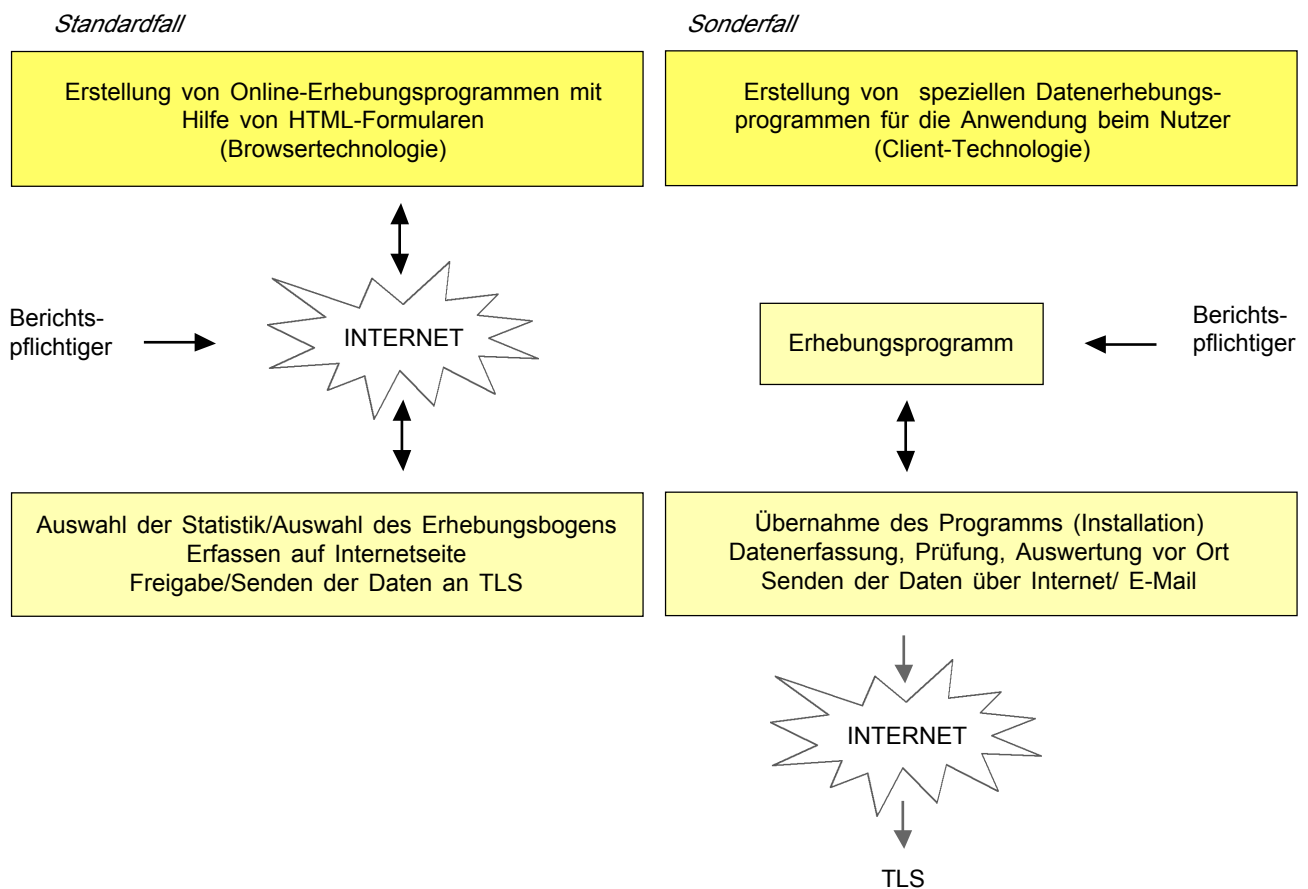 Standardfall
Erstellung von Online-Erhebungsprogrammen mit
Hilfe von HTML-Formularen
(Browsertechnologie)
Berichts-
pflichtiger
INTERNET
Auswahl der Statistik/Auswahl des Erhebungsbogens
Erfassen auf Internetseite
Freigabe/Senden der Daten an TLS
Sonderfall
Erstellung von speziellen Datenerhebungs-
programmen für die Anwendung beim Nutzer
(Client-Technologie)
Erhebungsprogramm
Berichts-
pflichtiger
Übernahme des Programms (Installation)
Datenerfassung, Prüfung, Auswertung vor Ort
Senden der Daten über Internet/ E-Mail
INTERNET
TLS